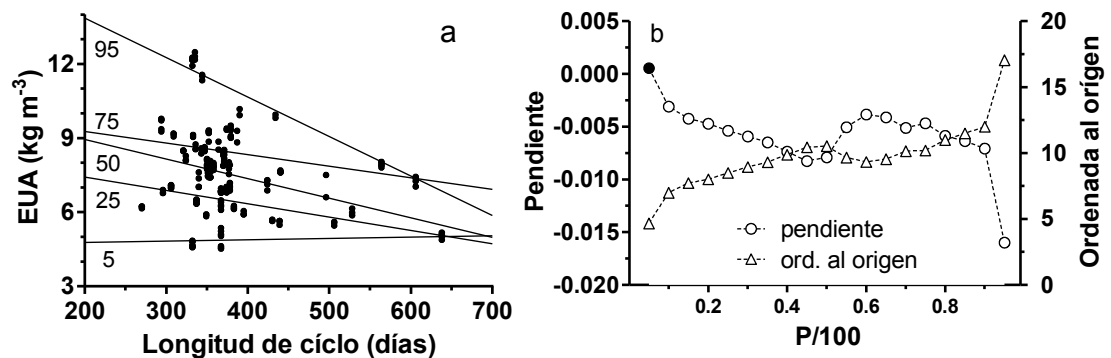 a
EUA (kg m-3)
12
9
6
3
95
75
50
25
5
200 300 400 500 600 700
Longitud de cíclo (días)
b
Pendiente
0.005
0.000
-0.005
-0.010
-0.015
-0.020
pendiente
ord. al origen
0.2 0.4 0.6 0.8
P/100
20
15
10
5
0
Ordenada al orígen